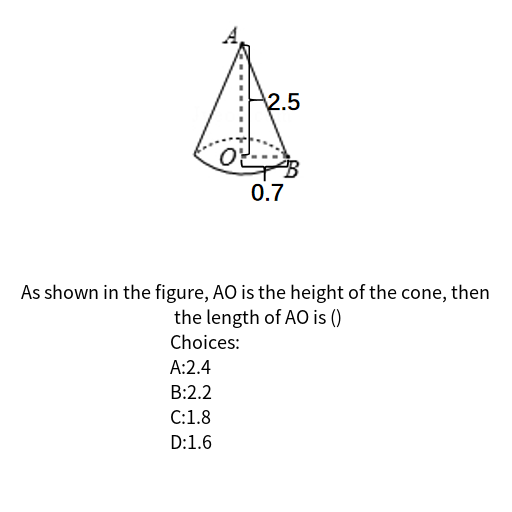 A
2.5
O
B
0.7
As shown in the figure, AO is the height of the cone, then
the length of AO is ()
Choices:
A:2.4
B:2.2
C:1.8
D:1.6